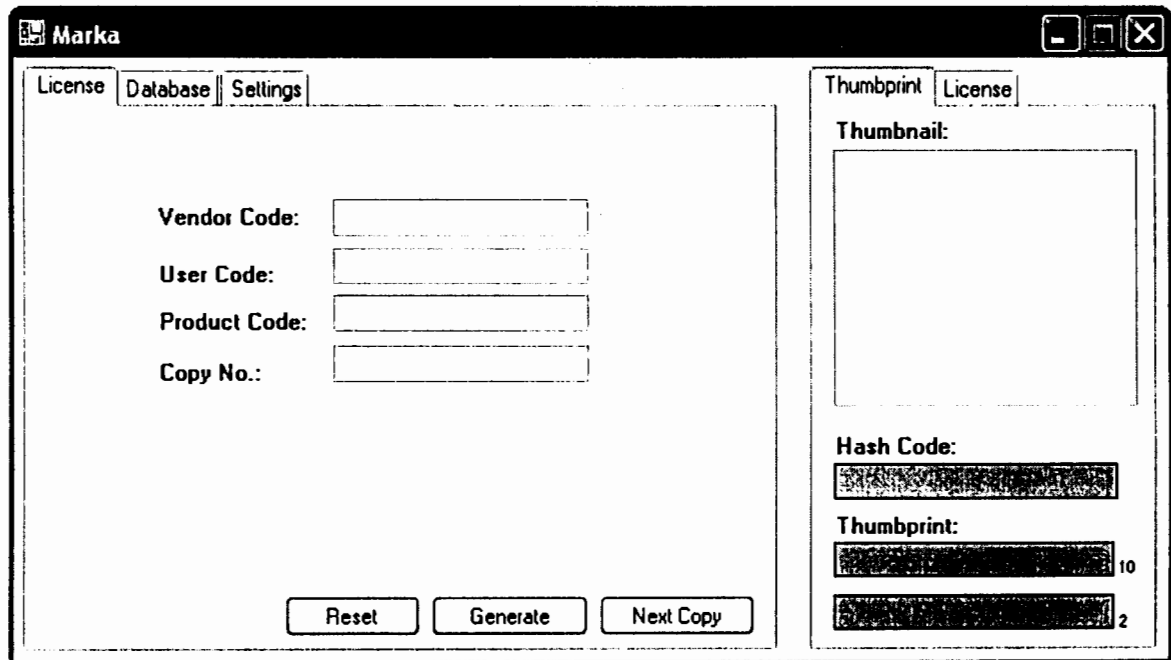 Marka
License Database Settings
Vendor Code:
User Code:
Product Code:
Copy No.:
Reset Generate Next Copy
Thumbprint License
Thumbnail:
Hash Code:
Thumbprint:
10
2